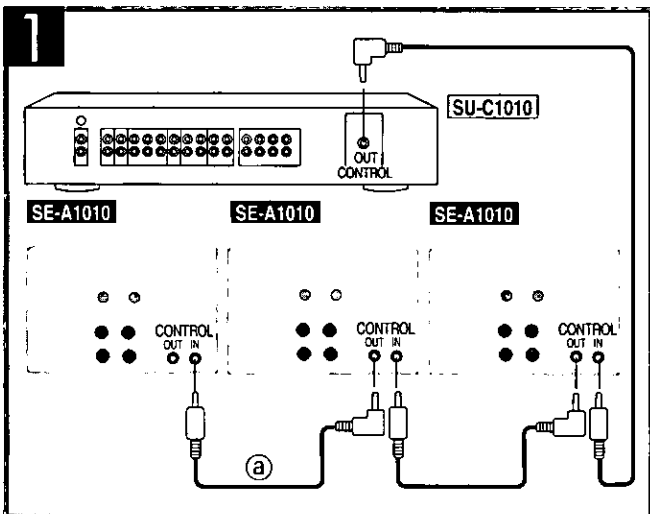 1
SU-C1010
OUT
CONTROL
SE-A1010 SE-A1010 SE-A1010
CONTROL CONTROL CONTROL
OUT IN OUT IN OUT IN
ⓐ